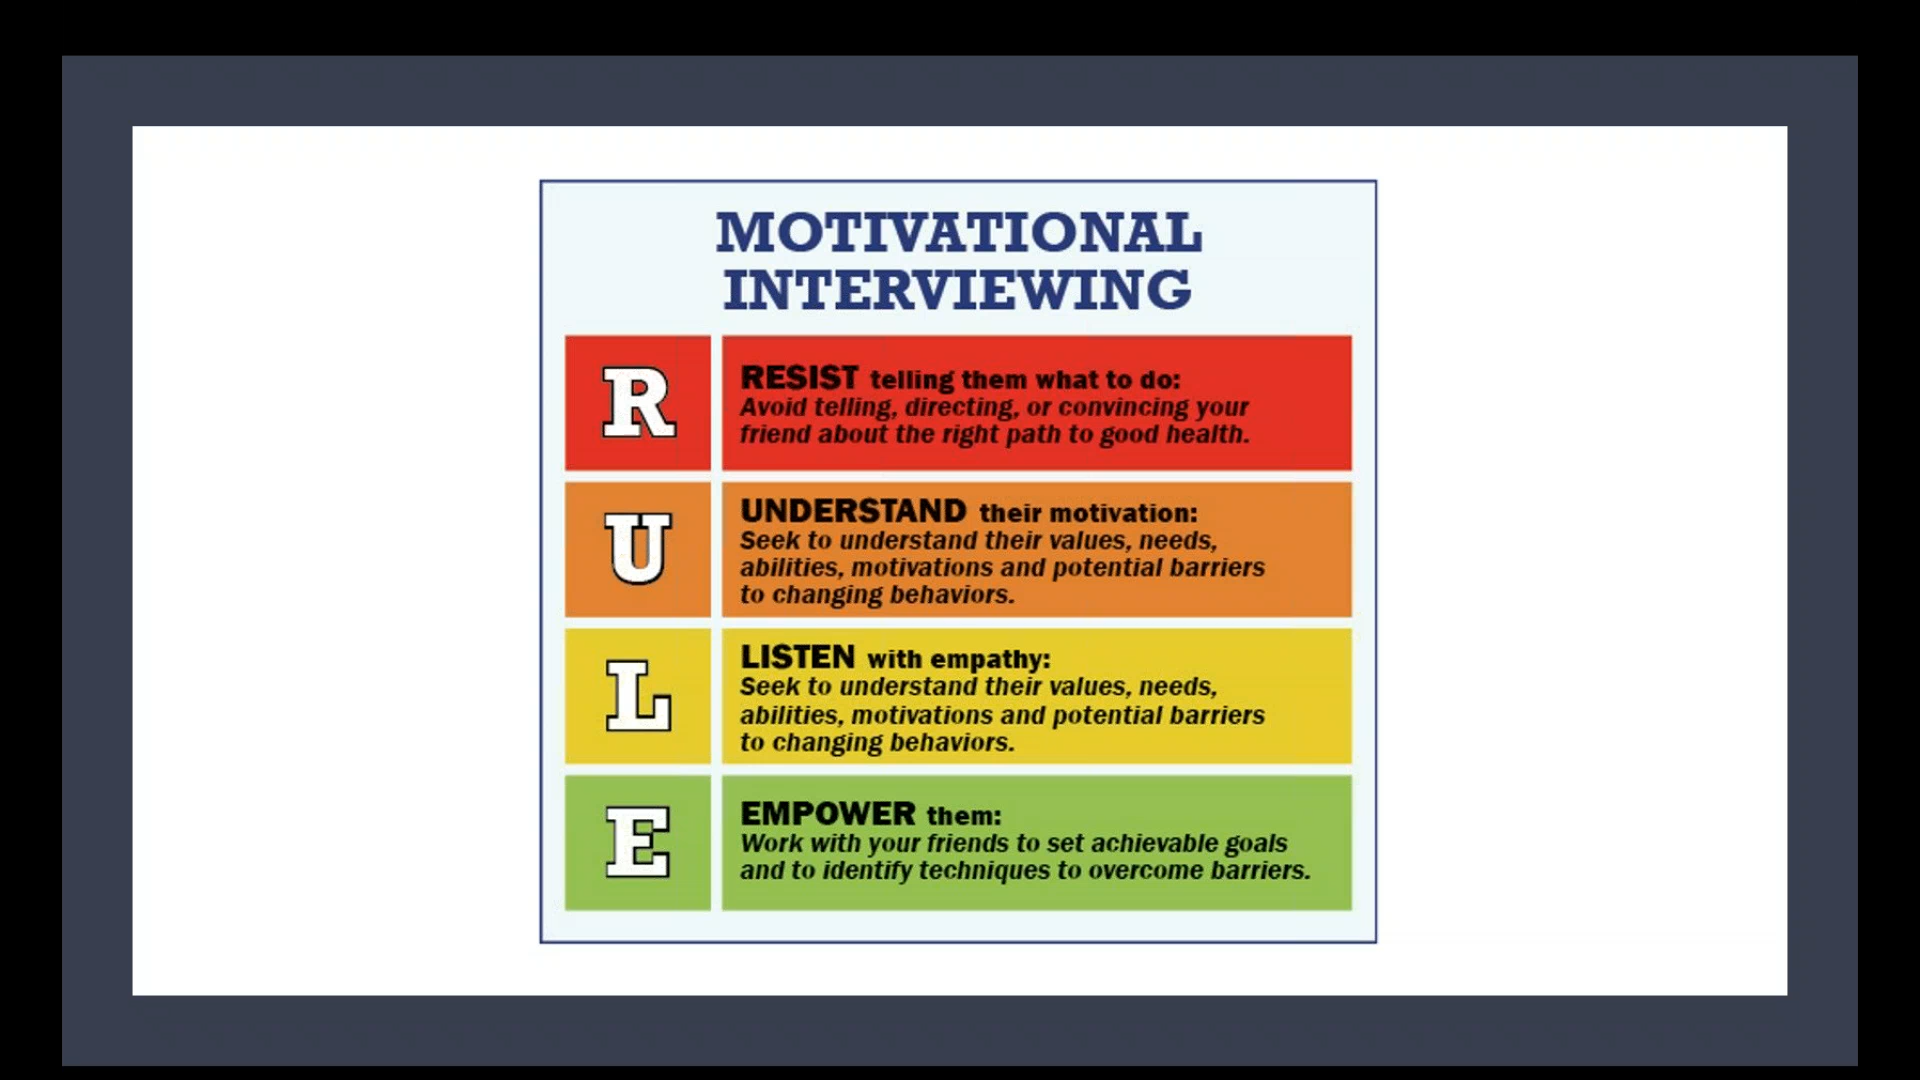 MOTIVATIONAL
INTERVIEWING
R
RESIST telling them what to do:
Avoid telling, directing, or convincing your
friend about the right path to good health.
U
UNDERSTAND their motivation:
Seek to understand their values, needs,
abilities, motivations and potential barriers
to changing behaviors.
L
LISTEN with empathy:
Seek to understand their values, needs,
abilities, motivations and potential barriers
to changing behaviors.
E
EMPOWER them:
Work with your friends to set achievable goals
and to identify techniques to overcome barriers.